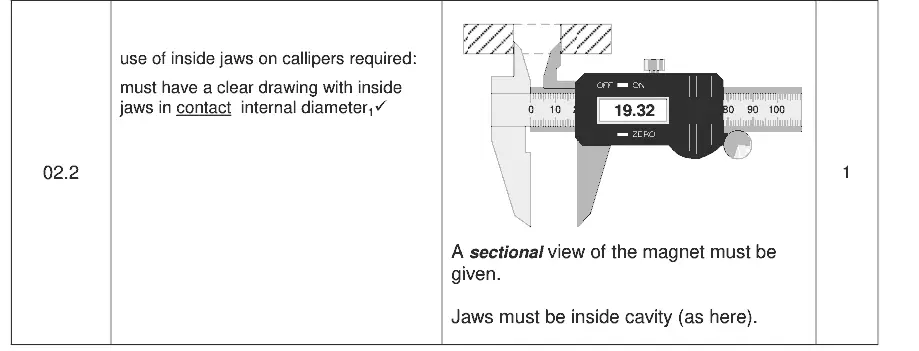 use of inside jaws on callipers required:
must have a clear drawing with inside
jaws in contact internal diameter₁✓
02.2
OFF ON
0 10 2 80 90 100
19.32
ZERO
1
A sectional view of the magnet must be
given.
Jaws must be inside cavity (as here).